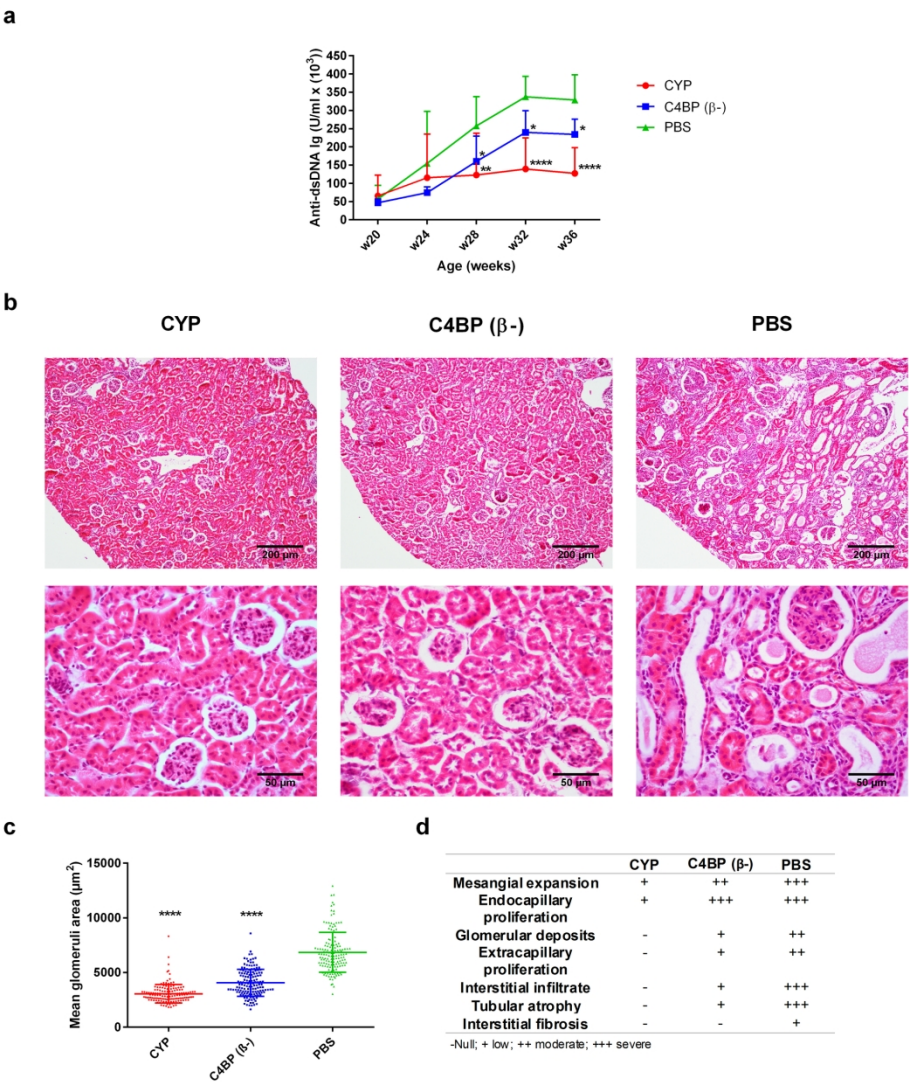 a
Anti-dsDNA Ig (U/ml x (10³))
450
400
350
300
250
200
150
100
50
0
*
**
*
****
*
****
w20
w24
w28
w32
w36
Age (weeks)
CYP
C4BP (β-)
PBS
b
CYP
C4BP (β-)
PBS
200 µm
200 µm
200 µm
50 µm
50 µm
50 µm
c
Mean glomeruli area (µm²)
15000
10000
5000
0
****
****
CYP
C4BP (ß-)
PBS
d
CYP C4BP (β-) PBS
Mesangial expansion + ++ +++
Endocapillary + +++ +++
proliferation
Glomerular deposits - + ++
Extracapillary - + ++
proliferation
Interstitial infiltrate - + +++
Tubular atrophy - + +++
Interstitial fibrosis - - +
-Null; + low; ++ moderate; +++ severe